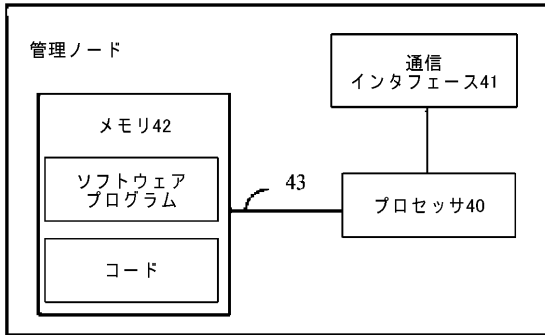 管理ノード
通信
インタフェース41
メモリ42
ソフトウェア
プログラム
43
プロセッサ40
コード